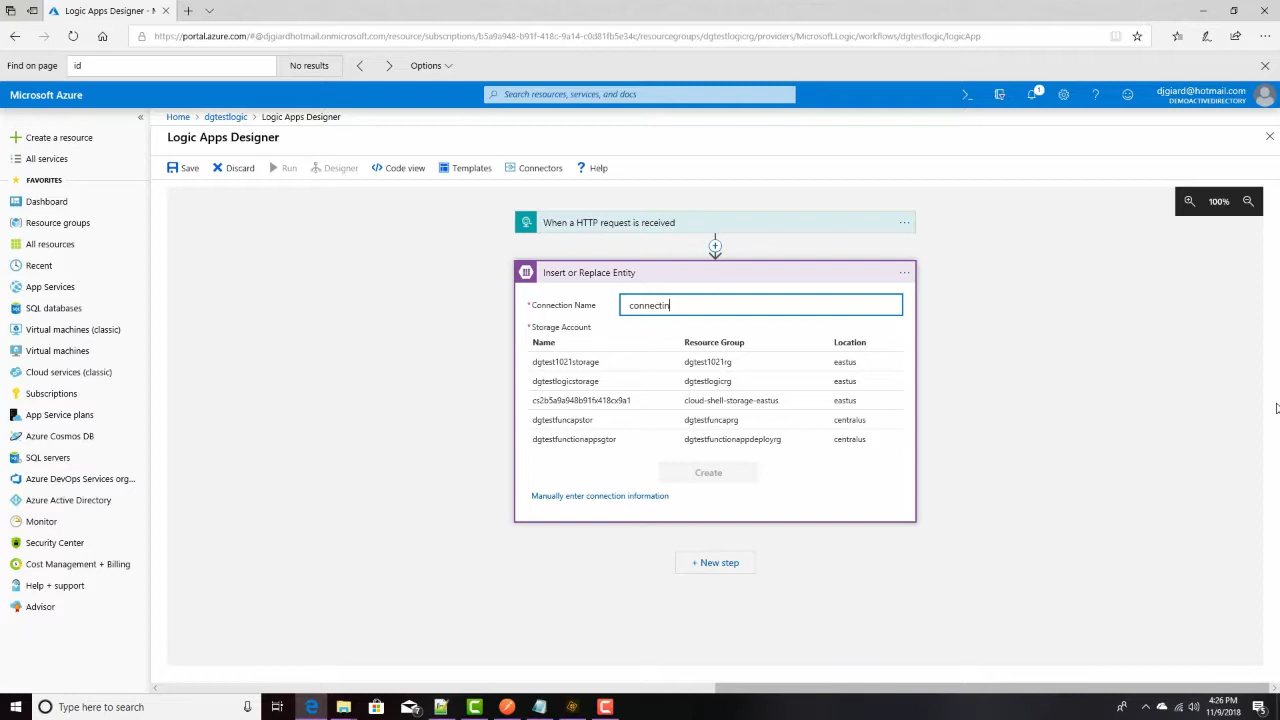 Logic Apps Designer - M
https://portal.azure.com/#@djgiardhotmail.onmicrosoft.com/resource/subscriptions/b5a9a948-b91f-418c-9a14-c0d81fb5e34c/resourcegroups/dgtestlogicrg/providers/Microsoft.Logic/workflows/dgtestlogic/logicApp
Find on page id No results Options
Microsoft Azure Search resources, services, and docs 1 djgiard@hotmail.com
DEMOACTIVEDIRECTORY
Home > dgtestlogic > Logic Apps Designer
Logic Apps Designer
Save Discard Run Designer Code view Templates Connectors Help
Create a resource
All services
FAVORITES
Dashboard
Resource groups
All resources
Recent
App Services
SQL databases
Virtual machines (classic)
Virtual machines
Cloud services (classic)
Subscriptions
App Service plans
Azure Cosmos DB
SQL servers
Azure DevOps Services org...
Azure Active Directory
Monitor
Security Center
Cost Management + Billing
Help + support
Advisor
100%
When a HTTP request is received ...
Insert or Replace Entity ...
* Connection Name connectin
* Storage Account
Name Resource Group Location
dgtest1021storage dgtest1021rg eastus
dgtestlogicstorage dgtestlogicrg eastus
cs2b5a9a948b91fx418cx9a1 cloud-shell-storage-eastus eastus
dgtestfuncapstor dgtestfuncaprg centralus
dgtestfunctionappsgtor dgtestfunctionappdeployrg centralus
Create
Manually enter connection information
+ New step
Type here to search
4:26 PM
11/9/2018